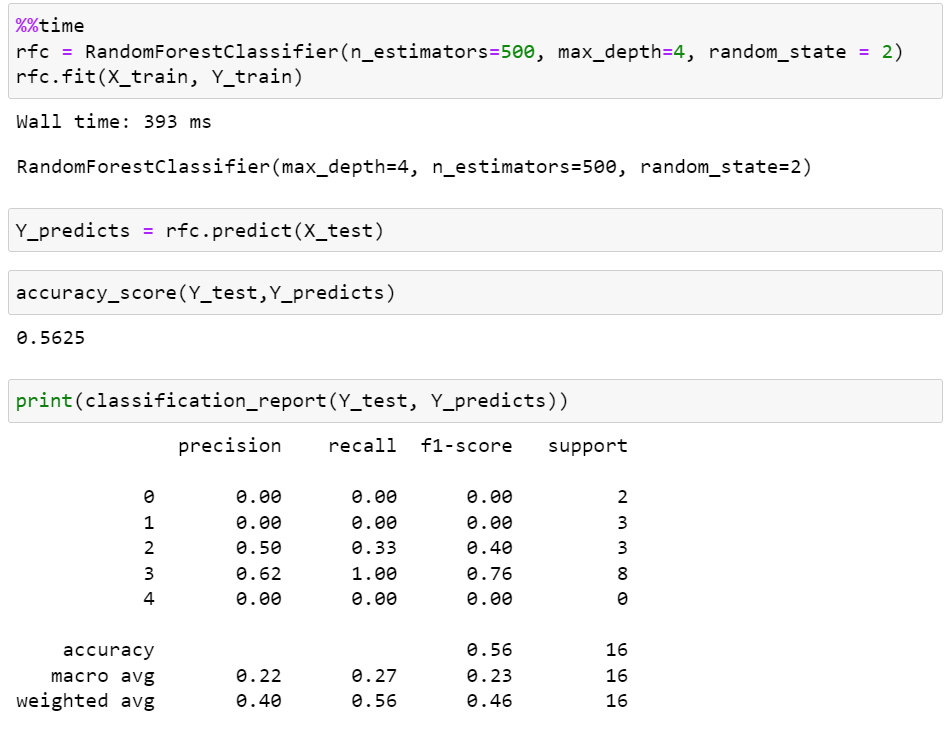 %%time
rfc = RandomForestClassifier(n_estimators=500, max_depth=4, random_state = 2)
rfc.fit(X_train, Y_train)
Wall time: 393 ms
RandomForestClassifier(max_depth=4, n_estimators=500, random_state=2)
Y_predicts = rfc.predict(X_test)
accuracy_score(Y_test,Y_predicts)
0.5625
print(classification_report(Y_test, Y_predicts))
precision recall f1-score support
0 0.00 0.00 0.00 2
1 0.00 0.00 0.00 3
2 0.50 0.33 0.40 3
3 0.62 1.00 0.76 8
4 0.00 0.00 0.00 0
accuracy 0.56 16
macro avg 0.22 0.27 0.23 16
weighted avg 0.40 0.56 0.46 16